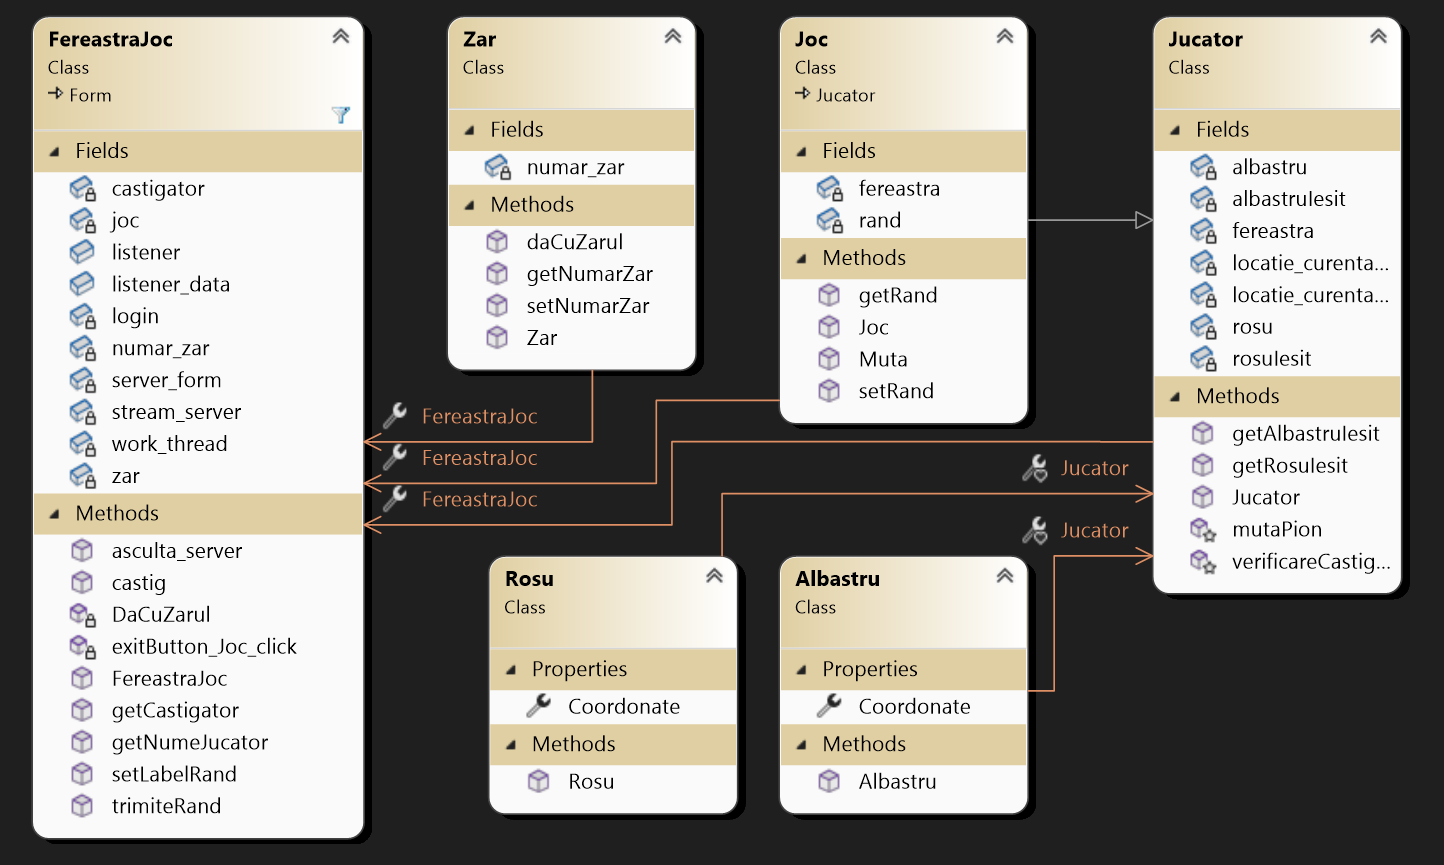 FereastraJoc
Class
Form
Fields
castigator
joc
listener
listener_data
login
numar_zar
server_form
stream_server
work_thread
zar
Methods
asculta_server
castig
DaCuZarul
exitButton_Joc_click
FereastraJoc
getCastigator
getNumeJucator
setLabelRand
trimiteRand
Zar
Class
Fields
numar_zar
Methods
daCuZarul
getNumarZar
setNumarZar
Zar
Joc
Class
Jucator
Fields
fereastra
rand
Methods
getRand
Joc
Muta
setRand
Jucator
Class
Fields
albastru
albastruIesit
fereastra
locatie_curenta...
locatie_curenta...
rosu
rosuIesit
Methods
getAlbastruIesit
getRosuIesit
Jucator
mutaPion
verificareCastig...
FereastraJoc
FereastraJoc
FereastraJoc
Jucator
Jucator
Rosu
Class
Properties
Coordonate
Methods
Rosu
Albastru
Class
Properties
Coordonate
Methods
Albastru